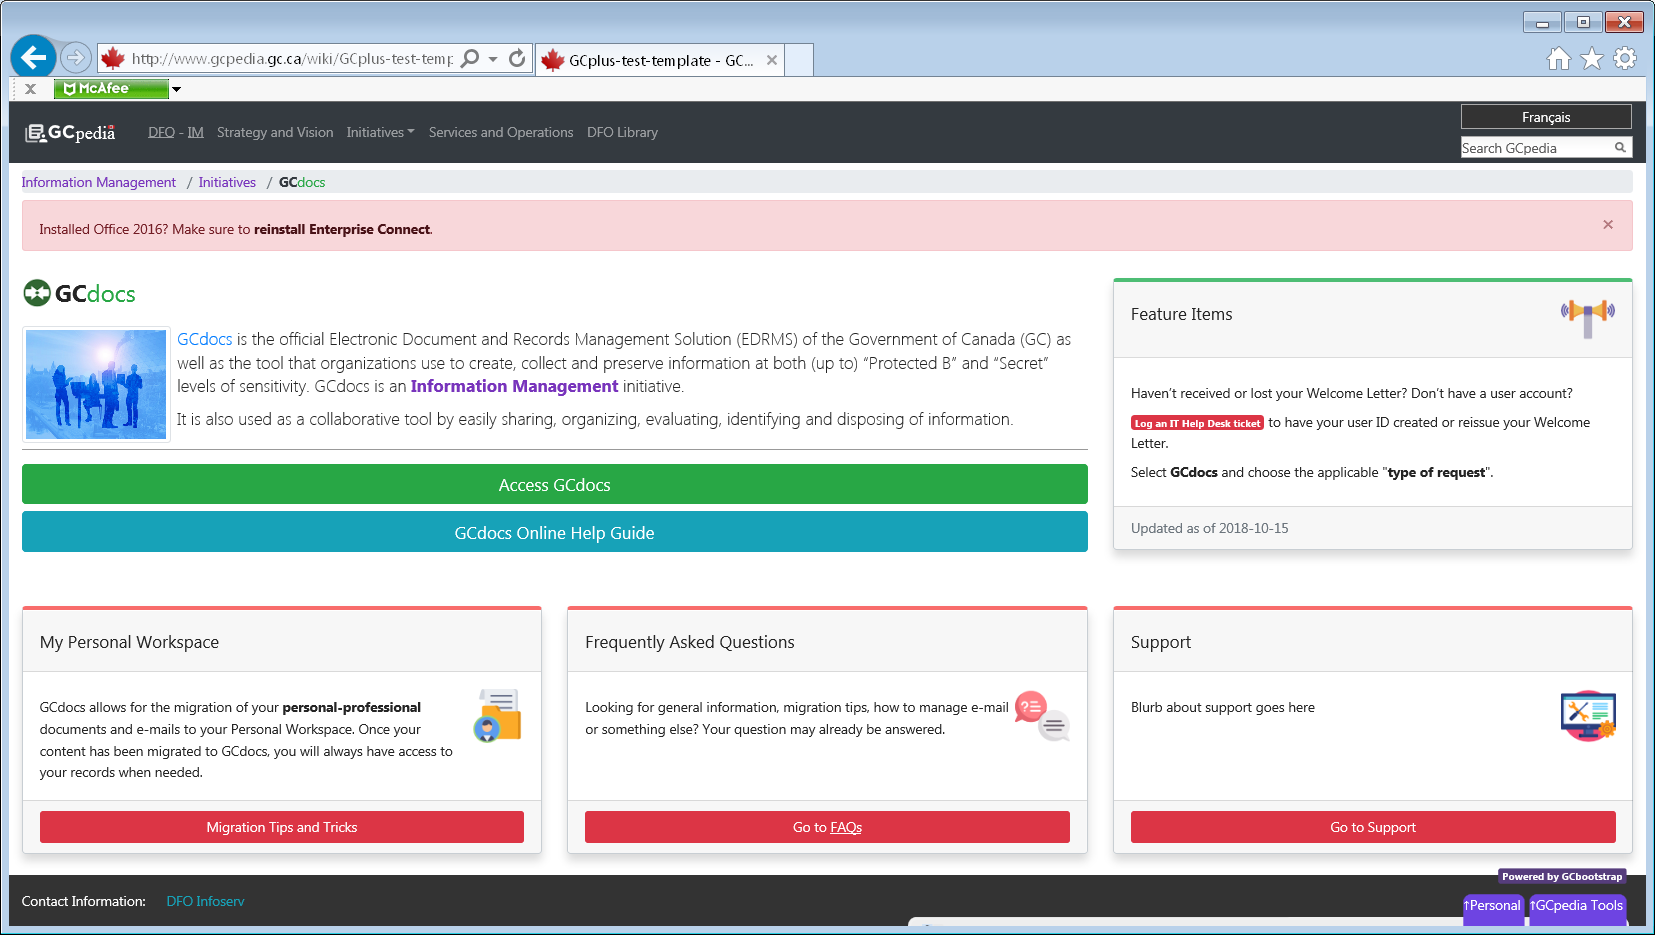 http://www.gcpedia.gc.ca/wiki/GCplus-test-temp
GCplus-test-template - GC...
McAfee
GCpedia
DFO - IM
Strategy and Vision
Initiatives
Services and Operations
DFO Library
Français
Search GCpedia
Information Management / Initiatives / GCdocs
Installed Office 2016? Make sure to reinstall Enterprise Connect.
GCdocs
GCdocs is the official Electronic Document and Records Management Solution (EDRMS) of the Government of Canada (GC) as
well as the tool that organizations use to create, collect and preserve information at both (up to) “Protected B” and “Secret”
levels of sensitivity. GCdocs is an Information Management initiative.
It is also used as a collaborative tool by easily sharing, organizing, evaluating, identifying and disposing of information.
Access GCdocs
GCdocs Online Help Guide
Feature Items
Haven’t received or lost your Welcome Letter? Don’t have a user account?
Log an IT Help Desk ticket to have your user ID created or reissue your Welcome
Letter.
Select GCdocs and choose the applicable "type of request".
Updated as of 2018-10-15
My Personal Workspace
GCdocs allows for the migration of your personal-professional
documents and e-mails to your Personal Workspace. Once your
content has been migrated to GCdocs, you will always have access to
your records when needed.
Migration Tips and Tricks
Frequently Asked Questions
Looking for general information, migration tips, how to manage e-mail
or something else? Your question may already be answered.
Go to FAQs
Support
Blurb about support goes here
Go to Support
Powered by GCbootstrap
Contact Information: DFO Infoserv
↑Personal
↑GCpedia Tools